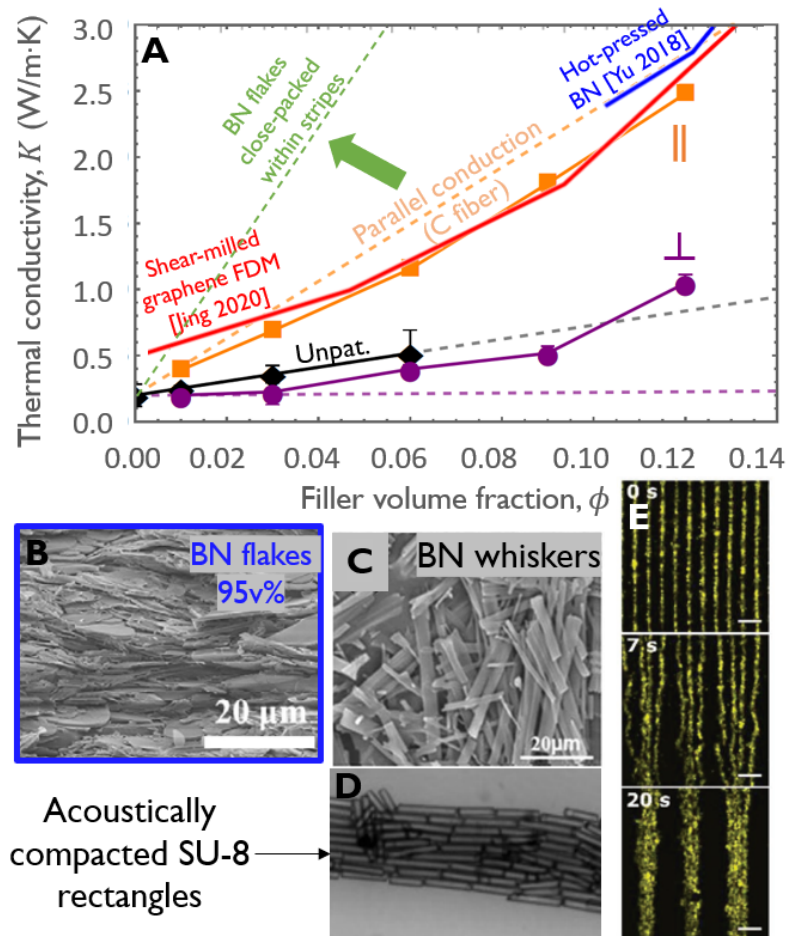 A
3.0
2.5
2.0
1.5
1.0
0.5
0.0
Thermal conductivity, K (W/m·K)
BN flakes
close-packed
within stripes
Hot-pressed
BN [Yu 2018]
Parallel conduction
(C fiber)
||
⊥
Shear-milled
graphene FDM
[Jing 2020]
Unpat.
0.00 0.02 0.04 0.06 0.08 0.10 0.12 0.14
Filler volume fraction, ϕ
B
BN flakes
95v%
20 μm
C
BN whiskers
20μm
D
Acoustically
compacted SU-8
rectangles
0 s
E
7 s
20 s